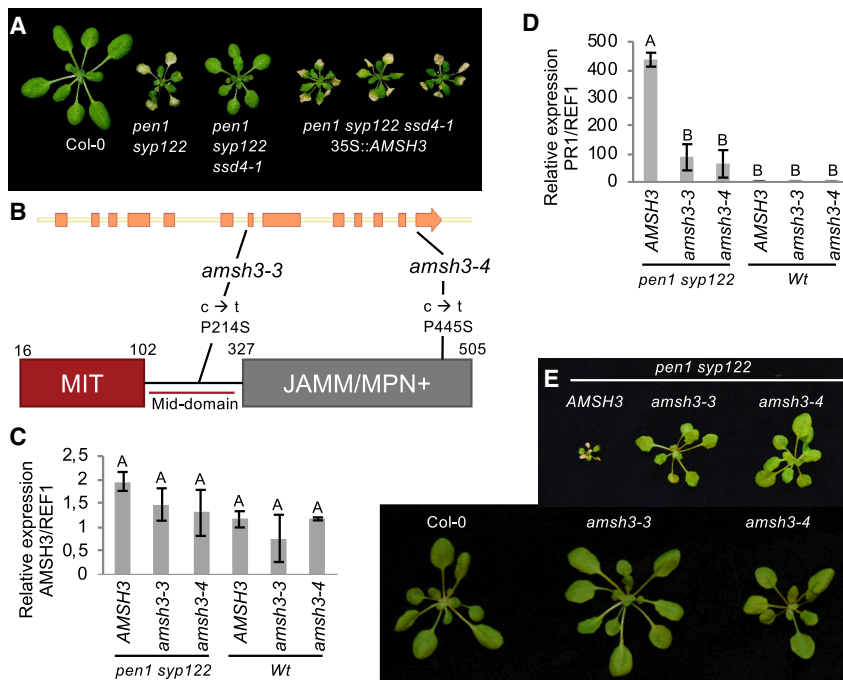 A
Col-0
pen1
syp122
pen1
syp122
ssd4-1
pen1 syp122 ssd4-1
35S::AMSH3
B
amsh3-3
amsh3-4
c → t
P214S
c → t
P445S
16
102
327
505
MIT
Mid-domain
JAMM/MPN+
C
Relative expression
AMSH3/REF1
2,5
2
1,5
1
0,5
0
A
A
A
A
A
A
AMSH3
amsh3-3
amsh3-4
AMSH3
amsh3-3
amsh3-4
pen1 syp122
Wt
D
Relative expression
PR1/REF1
500
400
300
200
100
0
A
B
B
B
B
B
AMSH3
amsh3-3
amsh3-4
AMSH3
amsh3-3
amsh3-4
pen1 syp122
Wt
E
pen1 syp122
AMSH3
amsh3-3
amsh3-4
Col-0
amsh3-3
amsh3-4